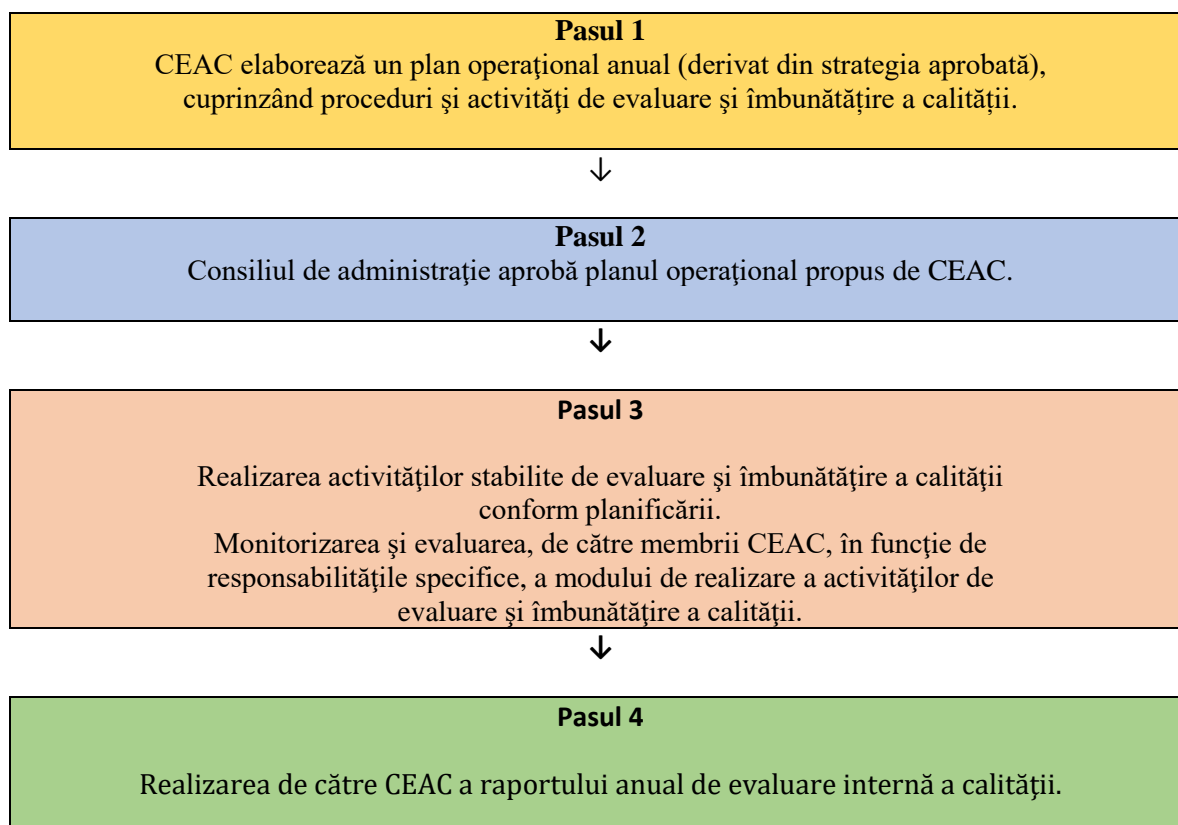 Pasul 1
CEAC elaborează un plan operaţional anual (derivat din strategia aprobată),
cuprinzând proceduri şi activităţi de evaluare şi îmbunătățire a calității.
↓
Pasul 2
Consiliul de administraţie aprobă planul operaţional propus de CEAC.
↓
Pasul 3
Realizarea activităţilor stabilite de evaluare şi îmbunătăţire a calităţii
conform planificării.
Monitorizarea şi evaluarea, de către membrii CEAC, în funcţie de
responsabilităţile specifice, a modului de realizare a activităţilor de
evaluare şi îmbunătăţire a calităţii.
↓
Pasul 4
Realizarea de către CEAC a raportului anual de evaluare internă a calităţii.